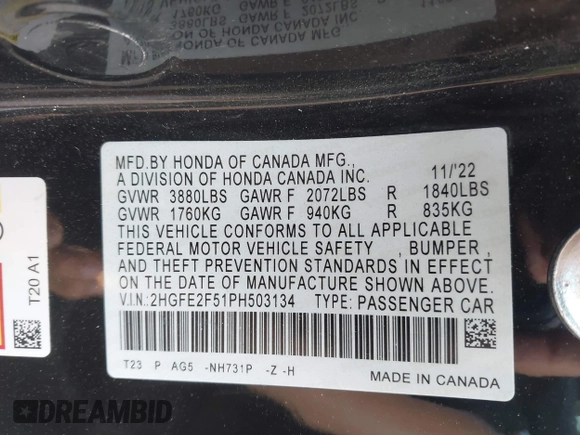 MFD.BY HONDA OF CANADA MFG.,
A DIVISION OF HONDA CANADA INC. 11/'22
GVWR 3880LBS GAWR F 2072LBS R 1840LBS
GVWR 1760KG GAWR F 940KG R 835KG
THIS VEHICLE CONFORMS TO ALL APPLICABLE
FEDERAL MOTOR VEHICLE SAFETY , BUMPER ,
AND THEFT PREVENTION STANDARDS IN EFFECT
ON THE DATE OF MANUFACTURE SHOWN ABOVE.
V.I.N.:2HGFE2F51PH503134 TYPE: PASSENGER CAR
T23 P AG5 -NH731P -Z -H
MADE IN CANADA
T20 A1
DREAMBID